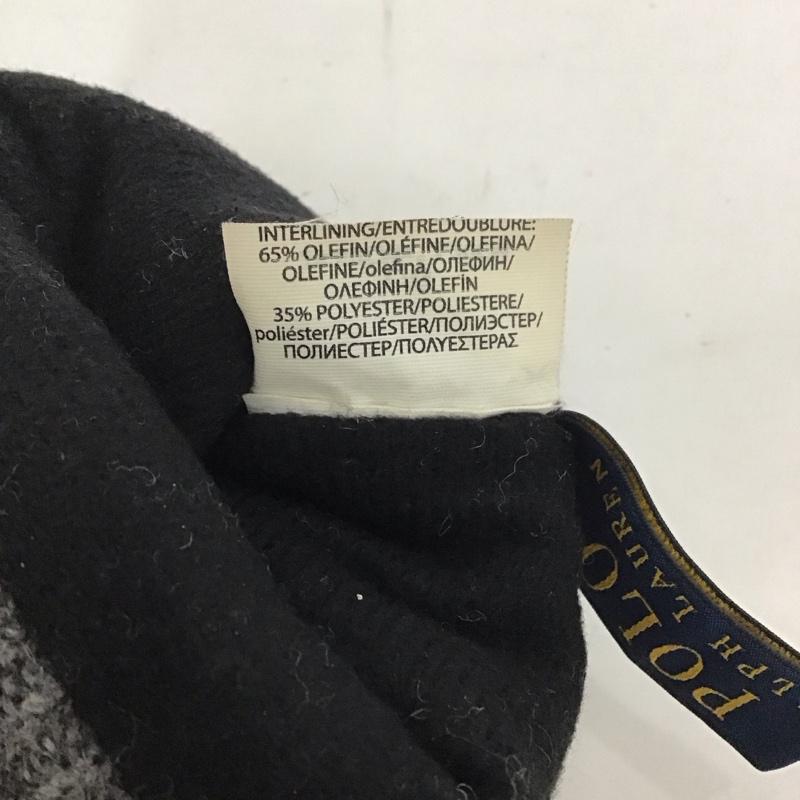 INTERLINING/ENTREDOUBLURE:
65% OLEFIN/OLÉFINE/OLEFINA/
OLEFINE/olefina/ОЛЕФИН/
ΟΛΕΦΙΝΗ/OLEFÍN
35% POLYESTER/POLIESTERE/
poliéster/POLIÉSTER/ПОЛИЭСТЕР/
ПОЛИЕСТЕР/ΠΟΛΥΕΣΤΕΡΑΣ
POLO
LPH LAUREN